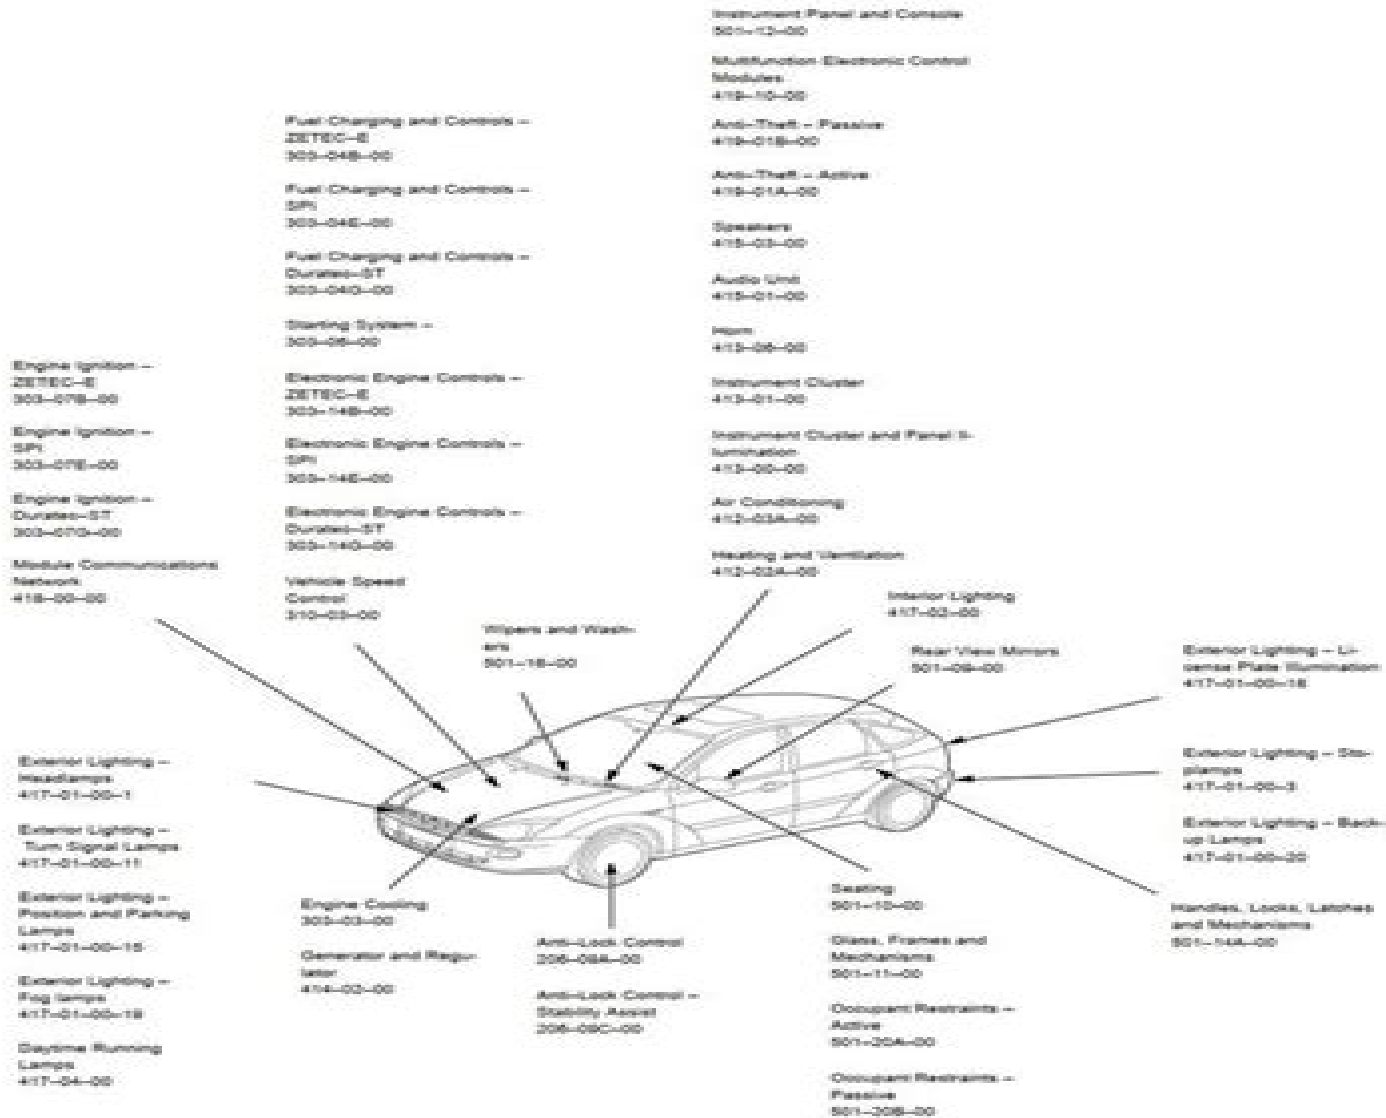 Instrument Panel and Console
501–12–00
Multifunction Electronic Control
Modules
419–10–00
Anti–Theft – Passive
419–01B–00
Anti–Theft – Active
419–01A–00
Speakers
415–03–00
Audio Unit
415–01–00
Horn
413–06–00
Instrument Cluster
413–01–00
Instrument Cluster and Panel Il-
lumination
413–00–00
Air Conditioning
412–03A–00
Heating and Ventilation
412–02A–00
Fuel Charging and Controls –
ZETEC–E
303–04B–00
Fuel Charging and Controls –
SPI
303–04E–00
Fuel Charging and Controls –
Duratec–ST
303–04G–00
Starting System –
303–06–00
Electronic Engine Controls –
ZETEC–E
303–14B–00
Electronic Engine Controls –
SPI
303–14E–00
Electronic Engine Controls –
Duratec–ST
303–14G–00
Vehicle Speed
Control
310–03–00
Engine Ignition –
ZETEC–E
303–07B–00
Engine Ignition –
SPI
303–07E–00
Engine Ignition –
Duratec–ST
303–07G–00
Module Communications
Network
418–00–00
Wipers and Wash-
ers
501–16–00
Interior Lighting
417–02–00
Rear View Mirrors
501–09–00
Exterior Lighting – Li-
cense Plate Illumination
417–01–00–18
Exterior Lighting – Sto-
plamps
417–01–00–3
Exterior Lighting – Back-
up Lamps
417–01–00–20
Handles, Locks, Latches
and Mechanisms
501–14A–00
Exterior Lighting –
Headlamps
417–01–00–1
Exterior Lighting –
Turn Signal Lamps
417–01–00–11
Exterior Lighting –
Position and Parking
Lamps
417–01–00–15
Exterior Lighting –
Fog lamps
417–01–00–19
Daytime Running
Lamps
417–04–00
Engine Cooling
303–03–00
Generator and Regu-
lator
414–02–00
Anti–Lock Control
206–09A–00
Anti–Lock Control –
Stability Assist
206–09C–00
Seating
501–10–00
Glass, Frames and
Mechanisms
501–11–00
Occupant Restraints –
Active
501–20A–00
Occupant Restraints –
Passive
501–20B–00